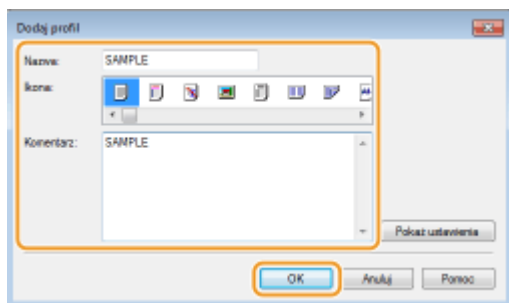 Dodaj profil
Nazwa: SAMPLE
Ikona:
Komentarz: SAMPLE
Pokaż ustawienia
OK Anuluj Pomoc